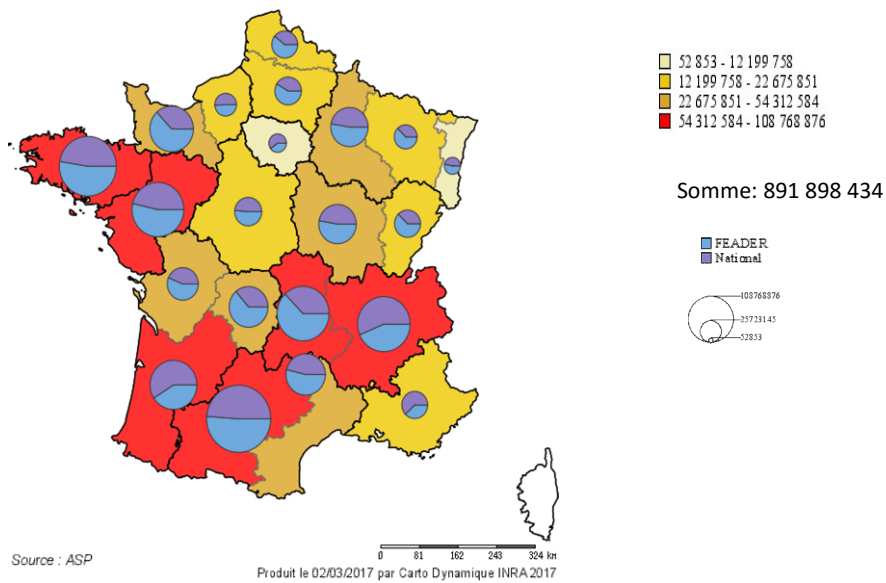 52 853 - 12 199 758
12 199 758 - 22 675 851
22 675 851 - 54 312 584
54 312 584 - 108 768 876
Somme: 891 898 434
FEADER
National
108768876
25723145
52853
0 81 162 243 324 km
Source : ASP
Produit le 02/03/2017 par Carto Dynamique INRA 2017